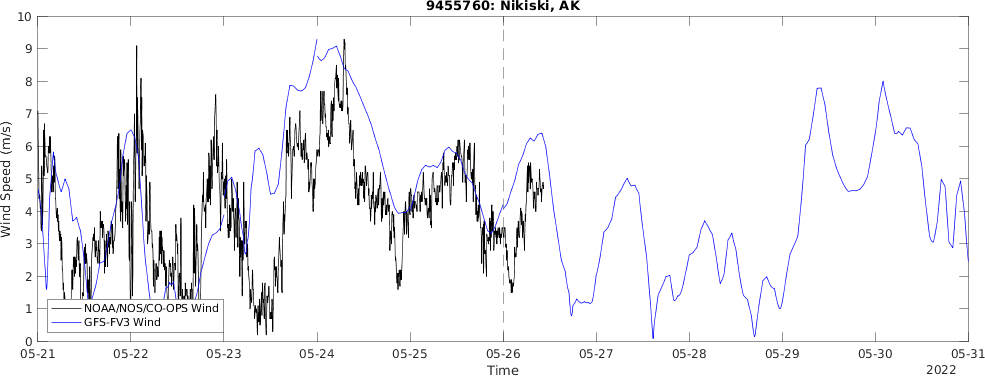 9455760: Nikiski, AK
Wind Speed (m/s)
10
9
8
7
6
5
4
3
2
1
0
NOAA/NOS/CO-OPS Wind
GFS-FV3 Wind
05-21 05-22 05-23 05-24 05-25 05-26 05-27 05-28 05-29 05-30 05-31
Time
2022